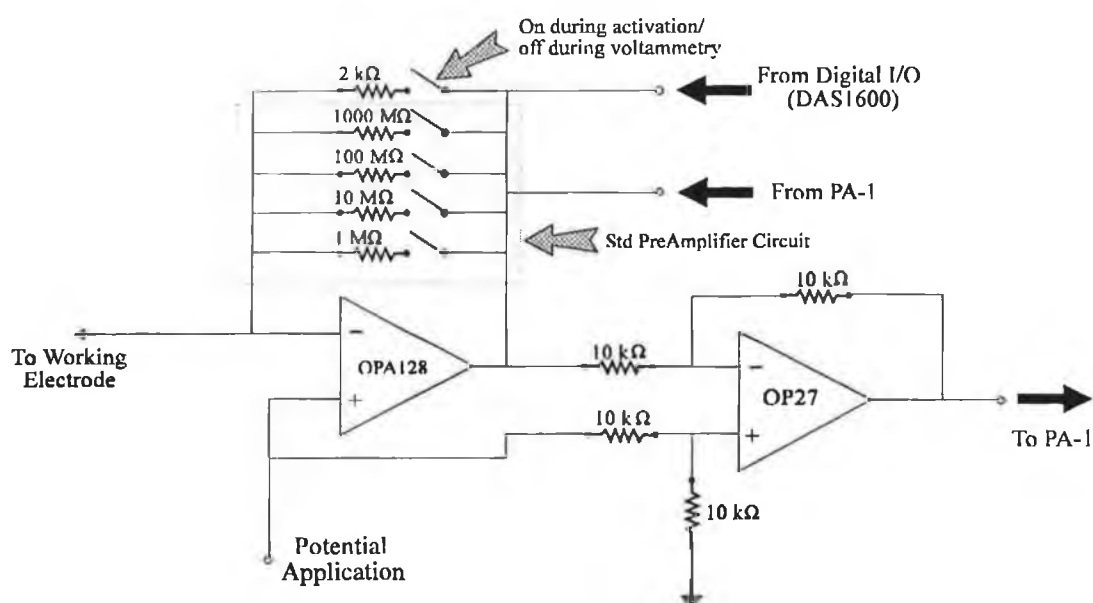 On during activation/
off during voltammetry
2 kΩ
From Digital I/O
(DAS1600)
1000 MΩ
100 MΩ
From PA-1
10 MΩ
1 MΩ
Std PreAmplifier Circuit
10 kΩ
−
To Working
Electrode
OPA128
+
10 kΩ
−
OP27
10 kΩ
+
To PA-1
10 kΩ
Potential
Application